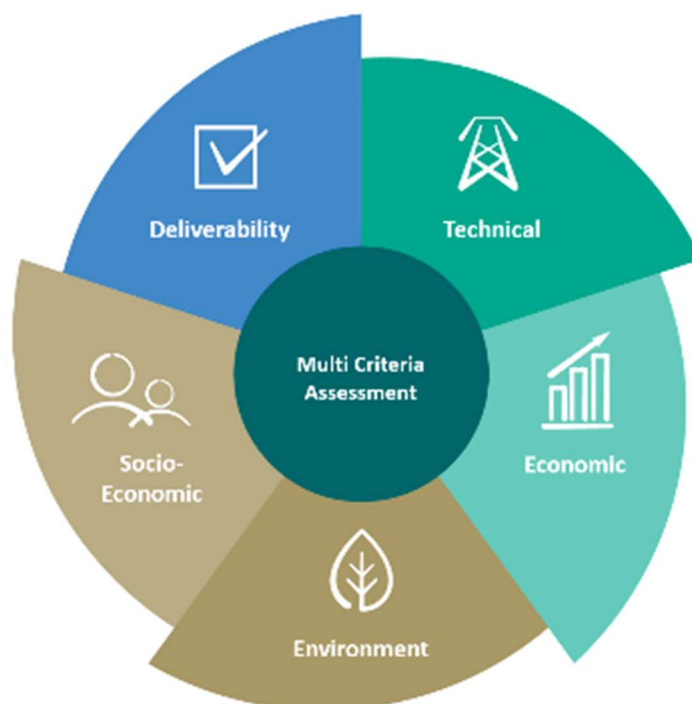 Deliverability
Technical
Multi Criteria
Assessment
Socio-
Economic
Economic
Environment